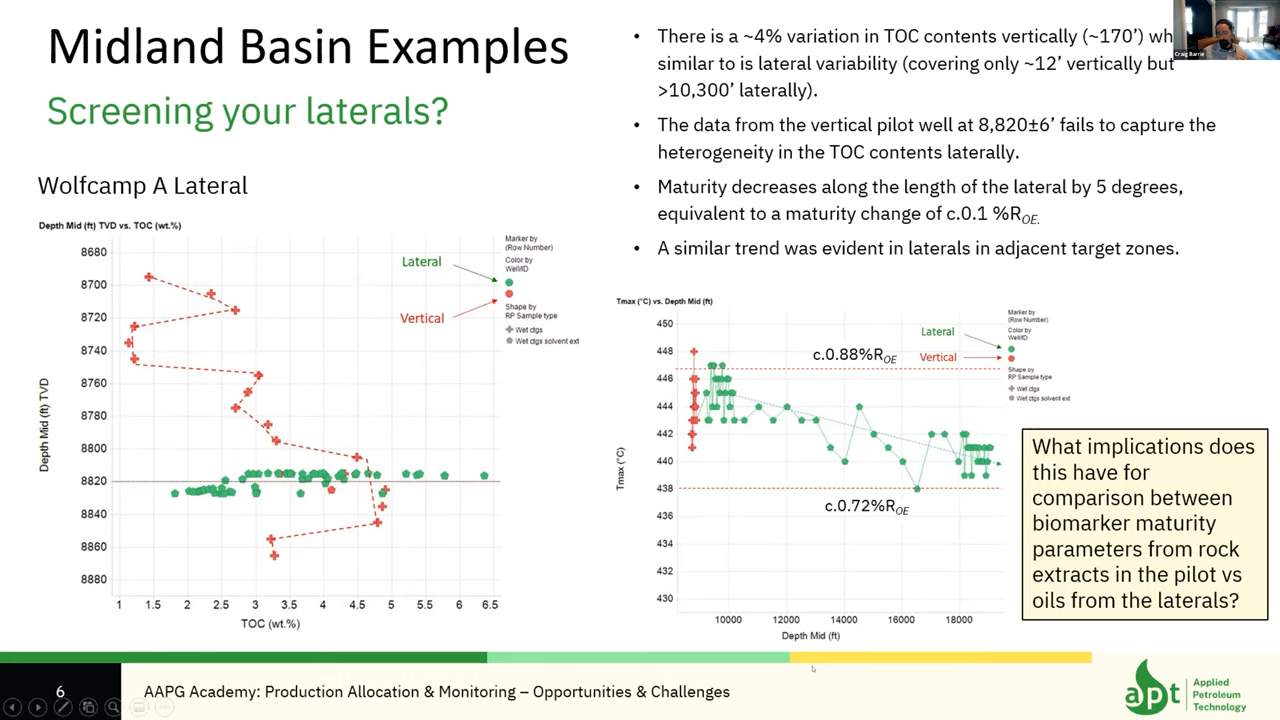 Midland Basin Examples
Screening your laterals?
Wolfcamp A Lateral
• There is a ~4% variation in TOC contents vertically (~170') wh
similar to is lateral variability (covering only ~12' vertically but
>10,300' laterally).
• The data from the vertical pilot well at 8,820±6' fails to capture the
heterogeneity in the TOC contents laterally.
• Maturity decreases along the length of the lateral by 5 degrees,
equivalent to a maturity change of c.0.1 %ROE.
• A similar trend was evident in laterals in adjacent target zones.
Craig Barrie
Depth Mid (ft) TVD vs. TOC (wt.%)
Depth Mid (ft) TVD
8680
8700
8720
8740
8760
8780
8800
8820
8840
8860
8880
1 1.5 2 2.5 3 3.5 4 4.5 5 5.5 6 6.5
TOC (wt.%)
Lateral
Vertical
Marker by
(Row Number)
Color by
WellID
Shape by
RP Sample type
Wet ctgs
Wet ctgs solvent ext
Tmax (°C) vs. Depth Mid (ft)
Tmax (°C)
450
448
446
444
442
440
438
436
434
432
430
10000 12000 14000 16000 18000
Depth Mid (ft)
c.0.88%ROE
c.0.72%ROE
Lateral
Vertical
Marker by
(Row Number)
Color by
WellID
Shape by
RP Sample type
Wet ctgs
Wet ctgs solvent ext
What implications does
this have for
comparison between
biomarker maturity
parameters from rock
extracts in the pilot vs
oils from the laterals?
6
AAPG Academy: Production Allocation & Monitoring – Opportunities & Challenges
apt
Applied
Petroleum
Technology